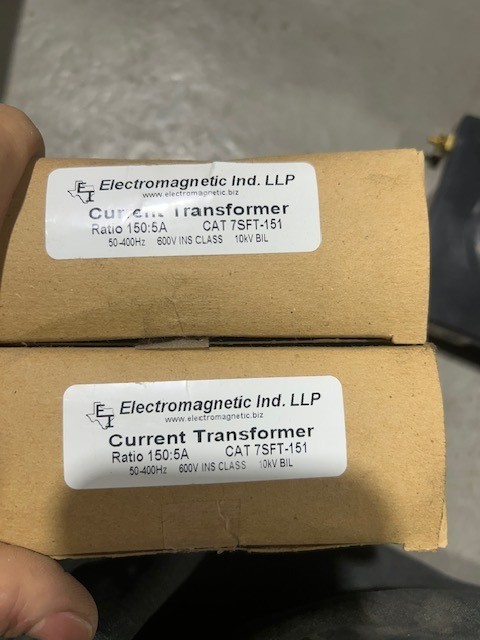 EI Electromagnetic Ind. LLP
www.electromagnetic.biz
Current Transformer
Ratio 150:5A CAT 7SFT-151
50-400Hz 600V INS CLASS 10kV BIL
EI Electromagnetic Ind. LLP
www.electromagnetic.biz
Current Transformer
Ratio 150:5A CAT 7SFT-151
50-400Hz 600V INS CLASS 10kV BIL